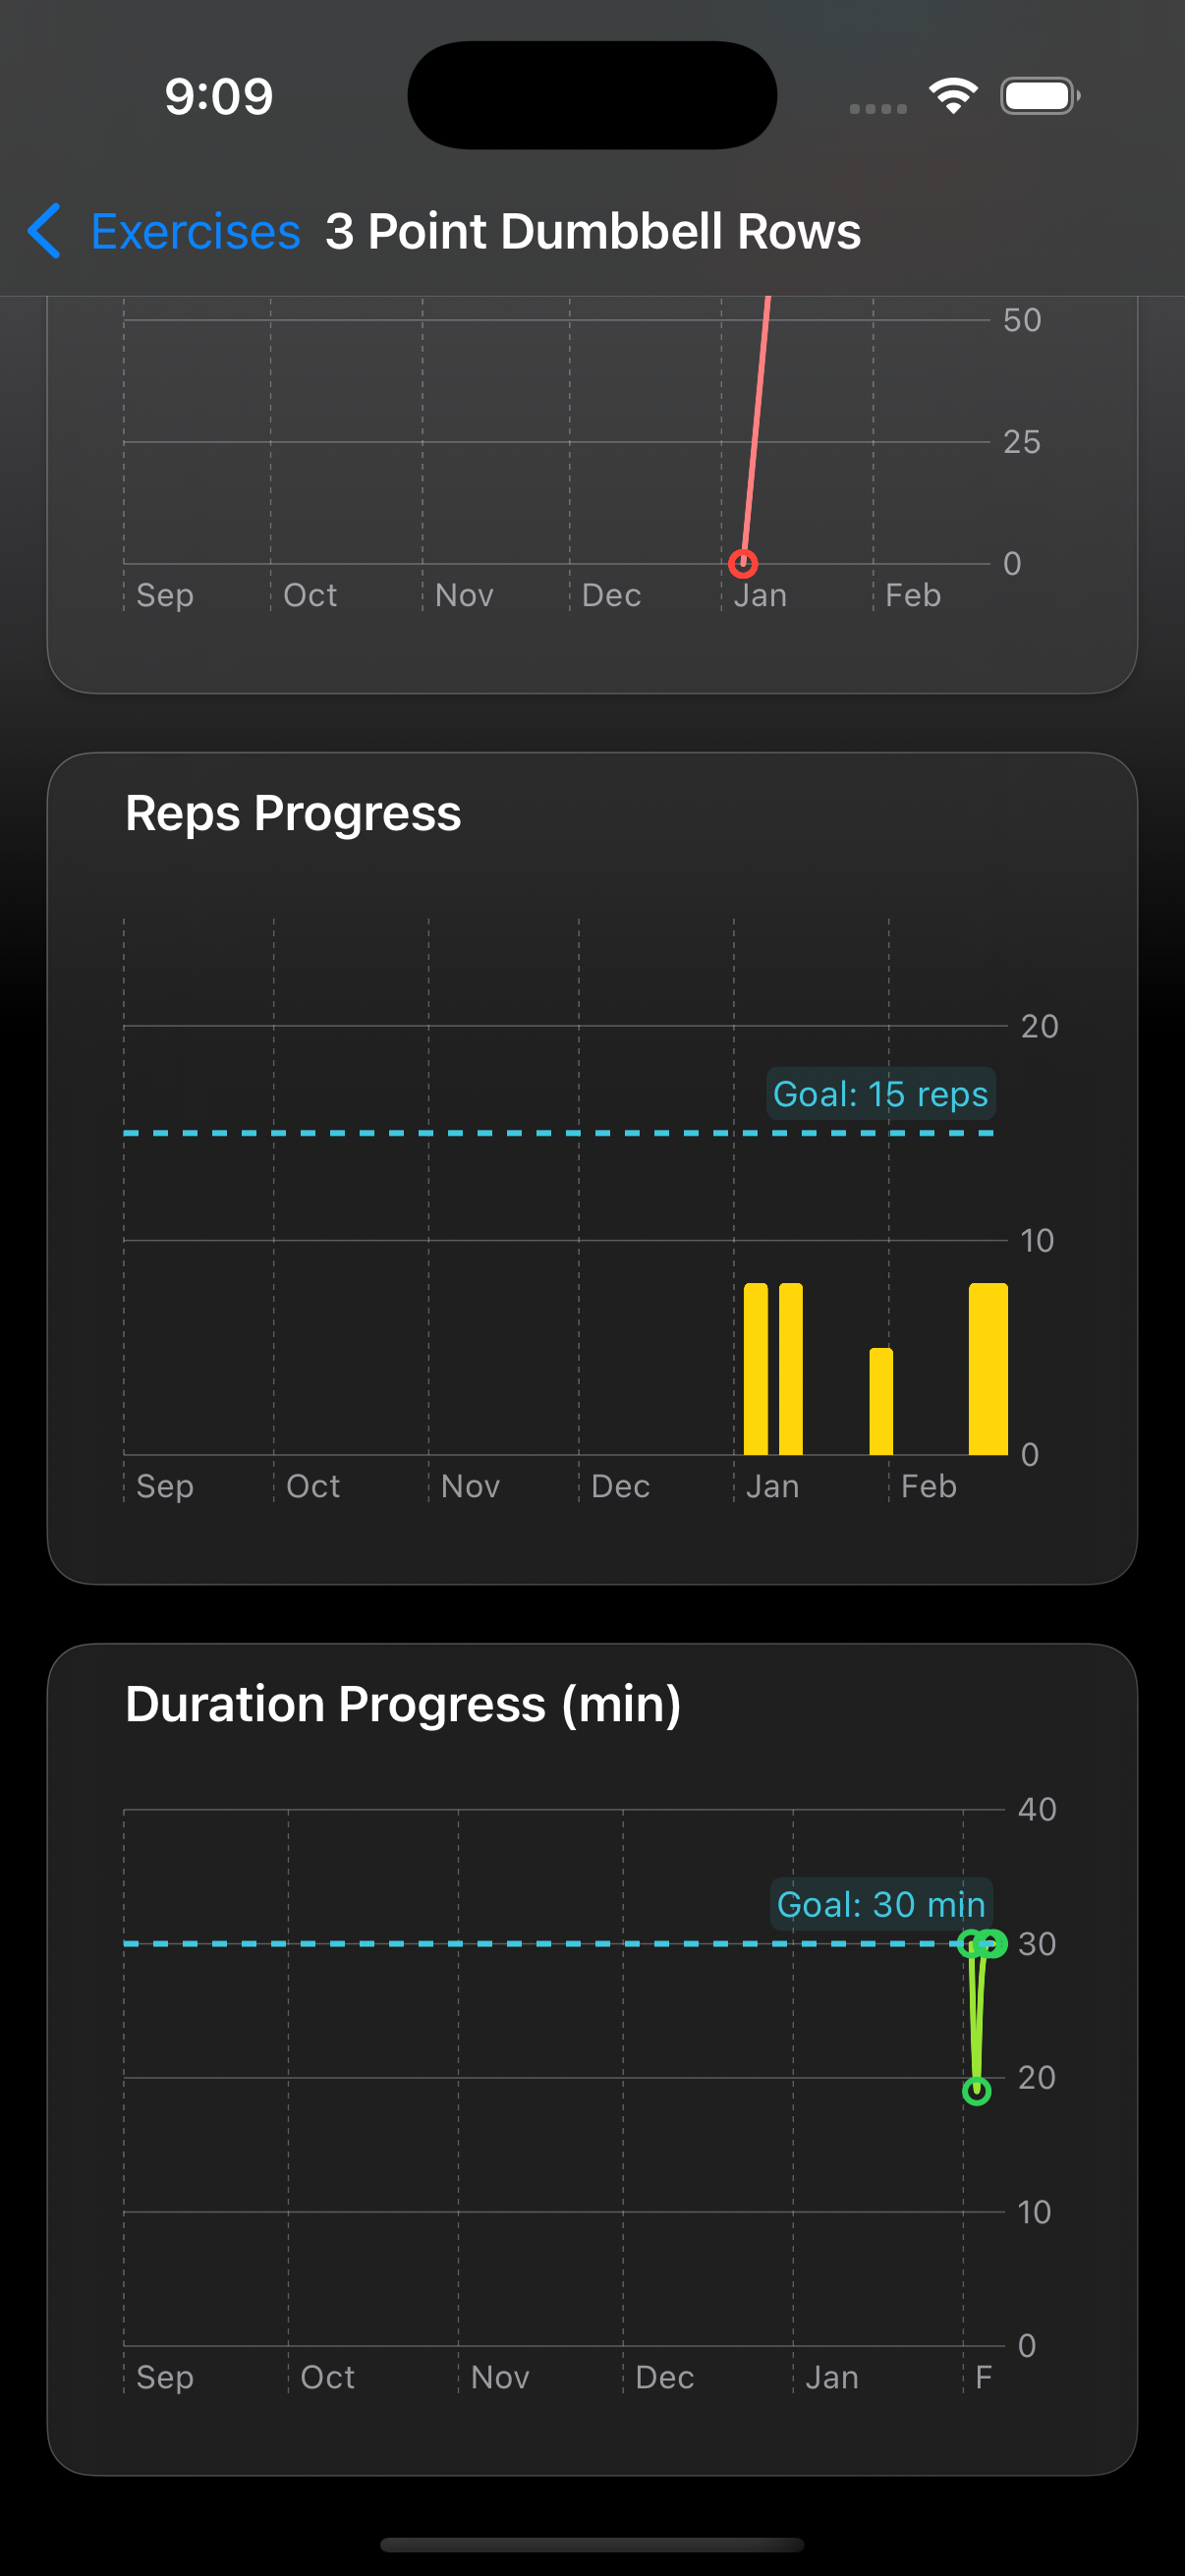 9:09
Exercises 3 Point Dumbbell Rows
50
25
0
Sep Oct Nov Dec Jan Feb
Reps Progress
20
Goal: 15 reps
10
0
Sep Oct Nov Dec Jan Feb
Duration Progress (min)
40
Goal: 30 min
30
20
10
0
Sep Oct Nov Dec Jan F